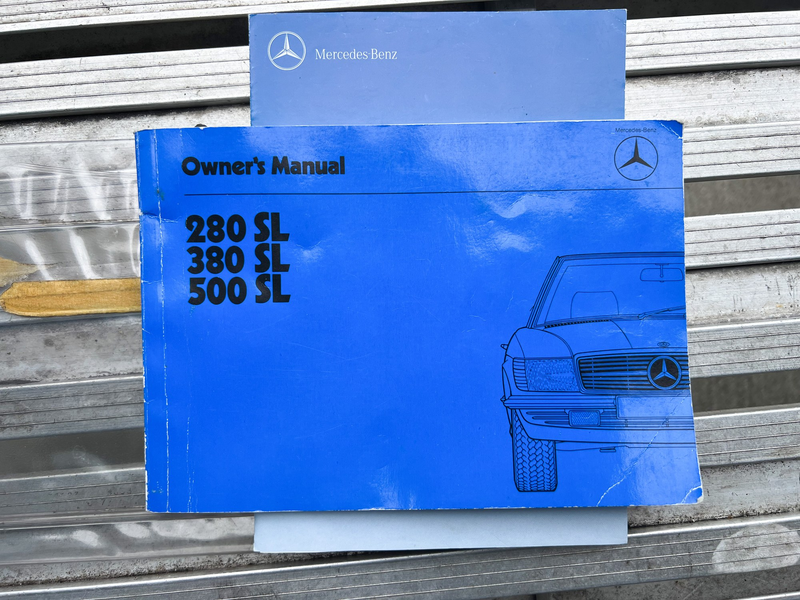 Mercedes-Benz
Mercedes-Benz
Owner's Manual
280 SL
380 SL
500 SL